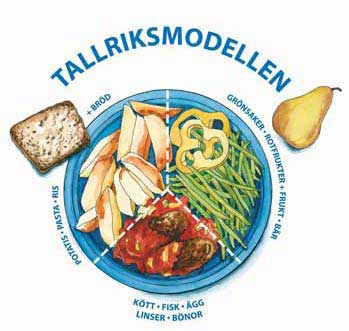 TALLRIKSMODELLEN
+ BRÖD
GRÖNSAKER • ROTFRUKTER + FRUKT • BÄR
POTATIS • PASTA • RIS
KÖTT • FISK • ÄGG
LINSER • BÖNOR